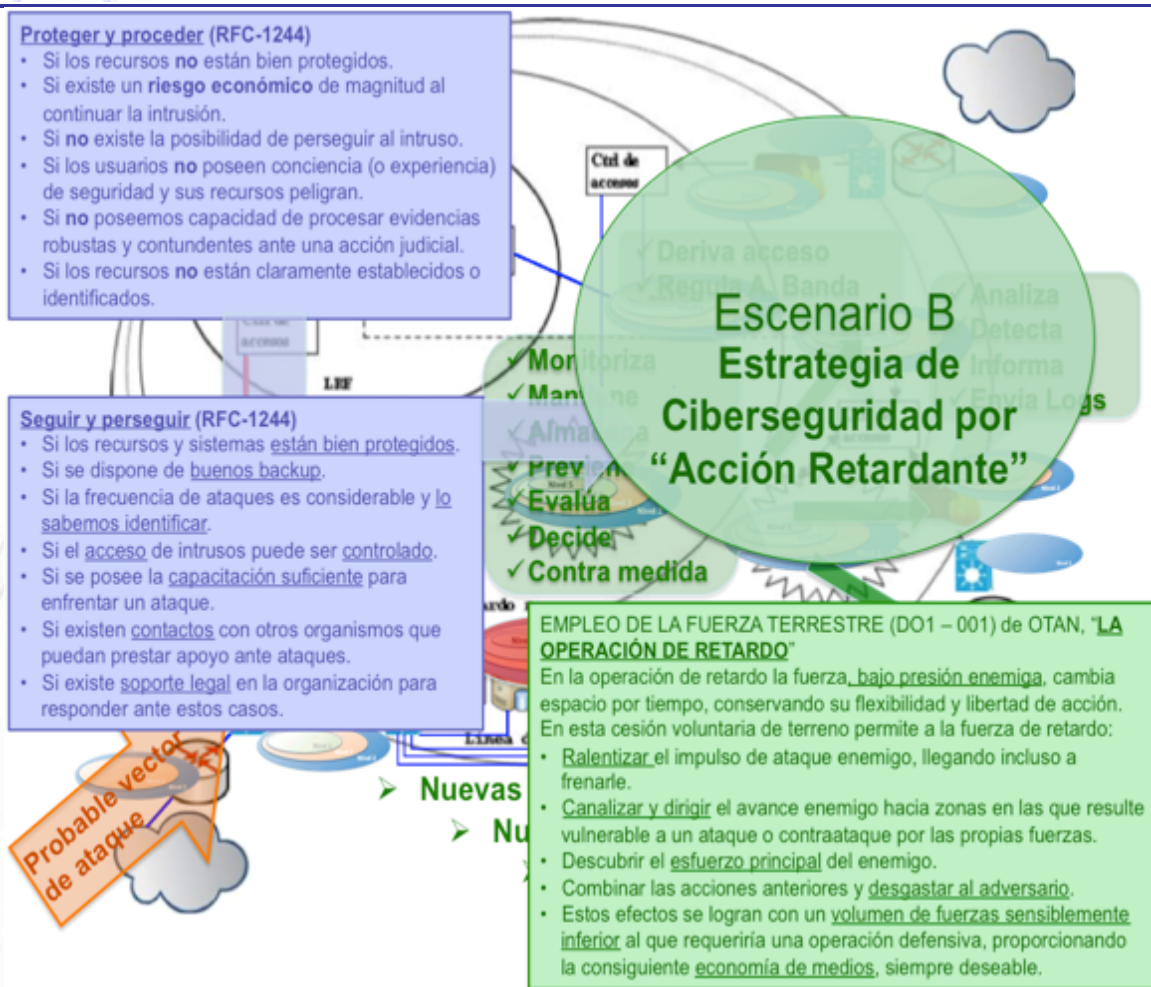 Proteger y proceder (RFC-1244)
• Si los recursos no están bien protegidos.
• Si existe un riesgo económico de magnitud al
continuar la intrusión.
• Si no existe la posibilidad de perseguir al intruso.
• Si los usuarios no poseen conciencia (o experiencia)
de seguridad y sus recursos peligran.
• Si no poseemos capacidad de procesar evidencias
robustas y contundentes ante una acción judicial.
• Si los recursos no están claramente establecidos o
identificados.
Ctrl de
accesos
✓ Deriva acceso
✓ Regula A. Banda
✓ Analiza
✓ Detecta
✓ Informa
✓ Envía Logs
Escenario B
Estrategia de
Ciberseguridad por
“Acción Retardante”
accesos
LRF
✓ Monitoriza
✓ Mantiene
✓ Almacena
✓ Previene
✓ Evalúa
✓ Decide
✓ Contra medida
Seguir y perseguir (RFC-1244)
• Si los recursos y sistemas están bien protegidos.
• Si se dispone de buenos backup.
• Si la frecuencia de ataques es considerable y lo
sabemos identificar.
• Si el acceso de intrusos puede ser controlado.
• Si se posee la capacitación suficiente para
enfrentar un ataque.
• Si existen contactos con otros organismos que
puedan prestar apoyo ante ataques.
• Si existe soporte legal en la organización para
responder ante estos casos.
Probable vector
de ataque
➢ Nuevas
➢ Nu
EMPLEO DE LA FUERZA TERRESTRE (DO1 – 001) de OTAN, “LA
OPERACIÓN DE RETARDO”
En la operación de retardo la fuerza, bajo presión enemiga, cambia
espacio por tiempo, conservando su flexibilidad y libertad de acción.
En esta cesión voluntaria de terreno permite a la fuerza de retardo:
• Ralentizar el impulso de ataque enemigo, llegando incluso a
frenarle.
• Canalizar y dirigir el avance enemigo hacia zonas en las que resulte
vulnerable a un ataque o contraataque por las propias fuerzas.
• Descubrir el esfuerzo principal del enemigo.
• Combinar las acciones anteriores y desgastar al adversario.
• Estos efectos se logran con un volumen de fuerzas sensiblemente
inferior al que requeriría una operación defensiva, proporcionando
la consiguiente economía de medios, siempre deseable.